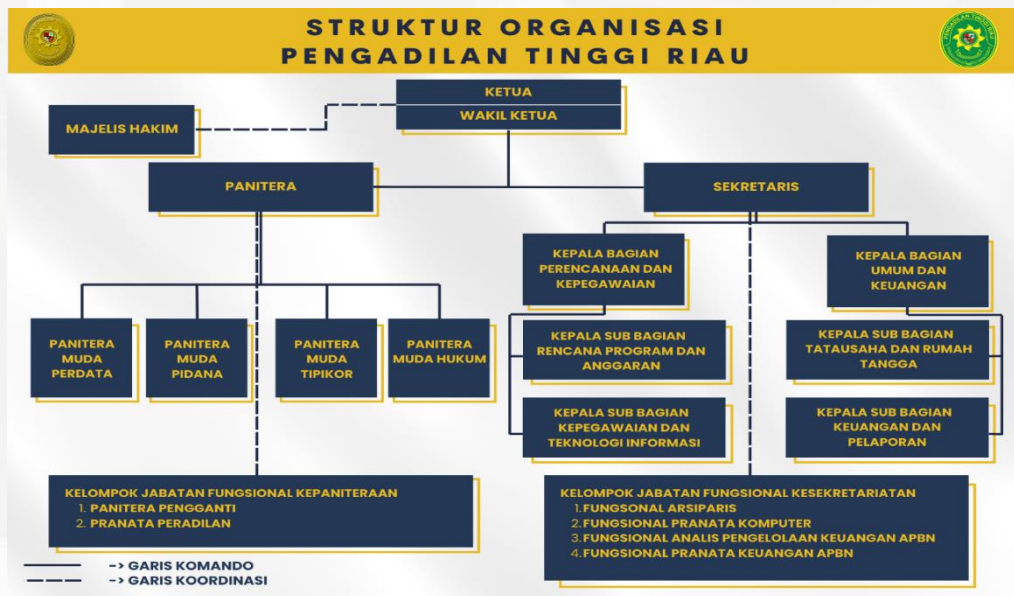 STRUKTUR ORGANISASI
PENGADILAN TINGGI RIAU
KETUA
WAKIL KETUA
MAJELIS HAKIM
PANITERA
SEKRETARIS
KEPALA BAGIAN
PERENCANAAN DAN
KEPEGAWAIAN
KEPALA BAGIAN
UMUM DAN
KEUANGAN
PANITERA
MUDA
PERDATA
PANITERA
MUDA
PIDANA
PANITERA
MUDA
TIPIKOR
PANITERA
MUDA HUKUM
KEPALA SUB BAGIAN
RENCANA PROGRAM DAN
ANGGARAN
KEPALA SUB BAGIAN
TATAUSAHA DAN RUMAH
TANGGA
KEPALA SUB BAGIAN
KEPEGAWAIAN DAN
TEKNOLOGI INFORMASI
KEPALA SUB BAGIAN
KEUANGAN DAN
PELAPORAN
KELOMPOK JABATAN FUNGSIONAL KEPANITERAAN
1. PANITERA PENGGANTI
2. PRANATA PERADILAN
KELOMPOK JABATAN FUNGSIONAL KESEKRETARIATAN
1. FUNGSONAL ARSIPARIS
2. FUNGSIONAL PRANATA KOMPUTER
3. FUNGSIONAL ANALIS PENGELOLAAN KEUANGAN APBN
4. FUNGSIONAL PRANATA KEUANGAN APBN
-> GARIS KOMANDO
-> GARIS KOORDINASI